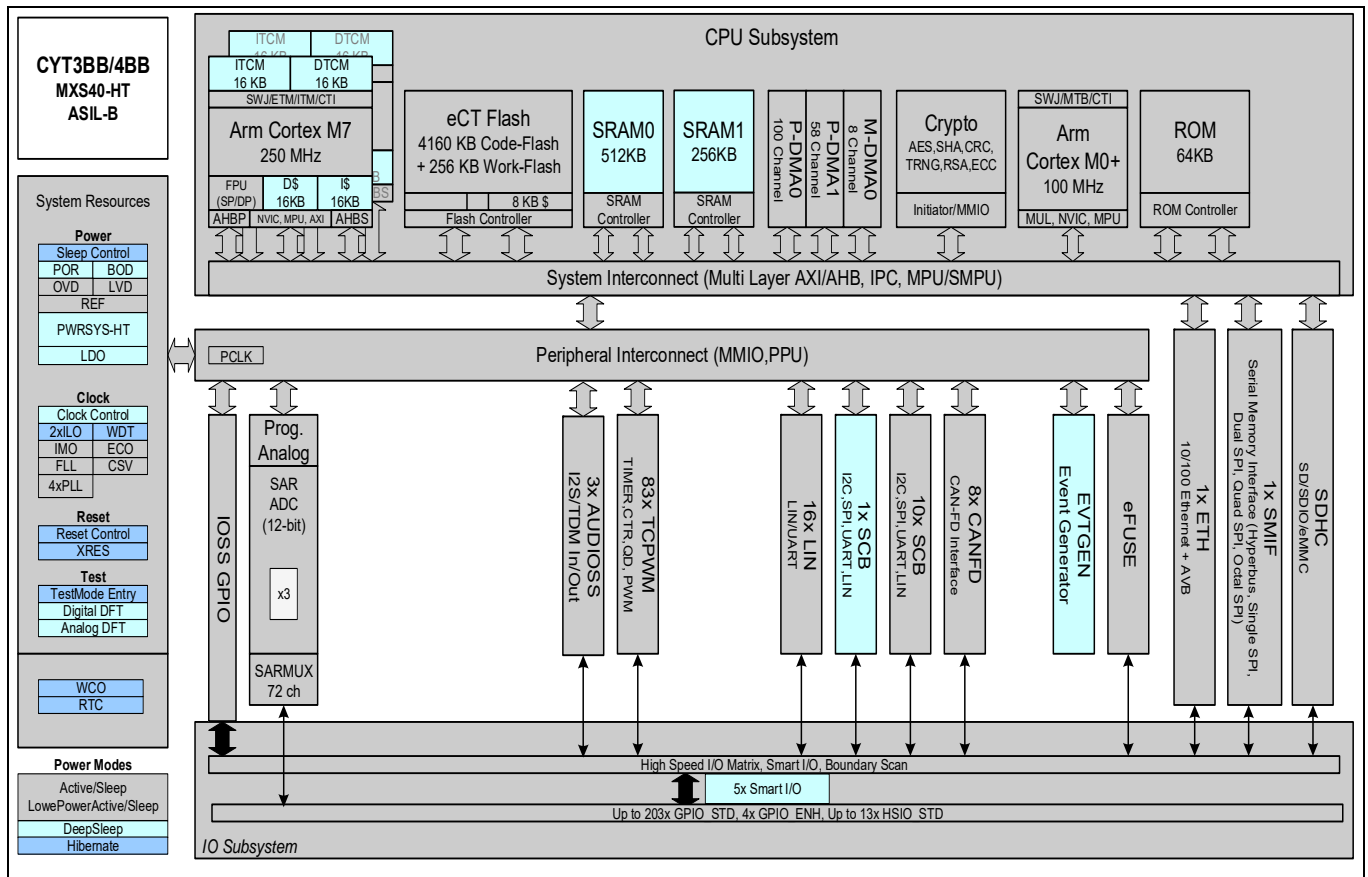 CYT3BB/4BB
MXS40-HT
ASIL-B
System Resources
Power
Sleep Control
POR BOD
OVD LVD
REF
PWRSYS-HT
LDO
Clock
Clock Control
2xILO WDT
IMO ECO
FLL CSV
4xPLL
Reset
Reset Control
XRES
Test
TestMode Entry
Digital DFT
Analog DFT
WCO
RTC
Power Modes
Active/Sleep
LowePowerActive/Sleep
DeepSleep
Hibernate
CPU Subsystem
ITCM DTCM
16 KB 16 KB
ITCM DTCM
16 KB 16 KB
SWJ/ETM/ITM/CTI
Arm Cortex M7
250 MHz
FPU
(SP/DP)
D$
16KB
I$
16KB
AHBP NVIC, MPU, AXI AHBS
eCT Flash
4160 KB Code-Flash
+ 256 KB Work-Flash
8 KB $
Flash Controller
SRAM0
512KB
SRAM
Controller
SRAM1
256KB
SRAM
Controller
P-DMA0
100 Channel
P-DMA1
58 Channel
M-DMA0
8 Channel
Crypto
AES,SHA,CRC,
TRNG,RSA,ECC
Initiator/MMIO
SWJ/MTB/CTI
Arm
Cortex M0+
100 MHz
MUL, NVIC, MPU
ROM
64KB
ROM Controller
System Interconnect (Multi Layer AXI/AHB, IPC, MPU/SMPU)
PCLK
Peripheral Interconnect (MMIO,PPU)
IOSS GPIO
Prog.
Analog
SAR
ADC
(12-bit)
x3
SARMUX
72 ch
3x AUDIOSS
I2S/TDM In/Out
83x TCPWM
TIMER,CTR,QD, PWM
16x LIN
LIN/UART
1x SCB
I2C,SPI,UART,LIN
10x SCB
I2C,SPI,UART,LIN
8x CANFD
CAN-FD Interface
EVTGEN
Event Generator
eFUSE
1x ETH
10/100 Ethernet + AVB
1x SMIF
Serial Memory Interface (Hyperbus, Single SPI,
Dual SPI, Quad SPI, Octal SPI)
SDHC
SD/SDIO/eMMC
High Speed I/O Matrix, Smart I/O, Boundary Scan
5x Smart I/O
Up to 203x GPIO_STD, 4x GPIO_ENH, Up to 13x HSIO_STD
IO Subsystem